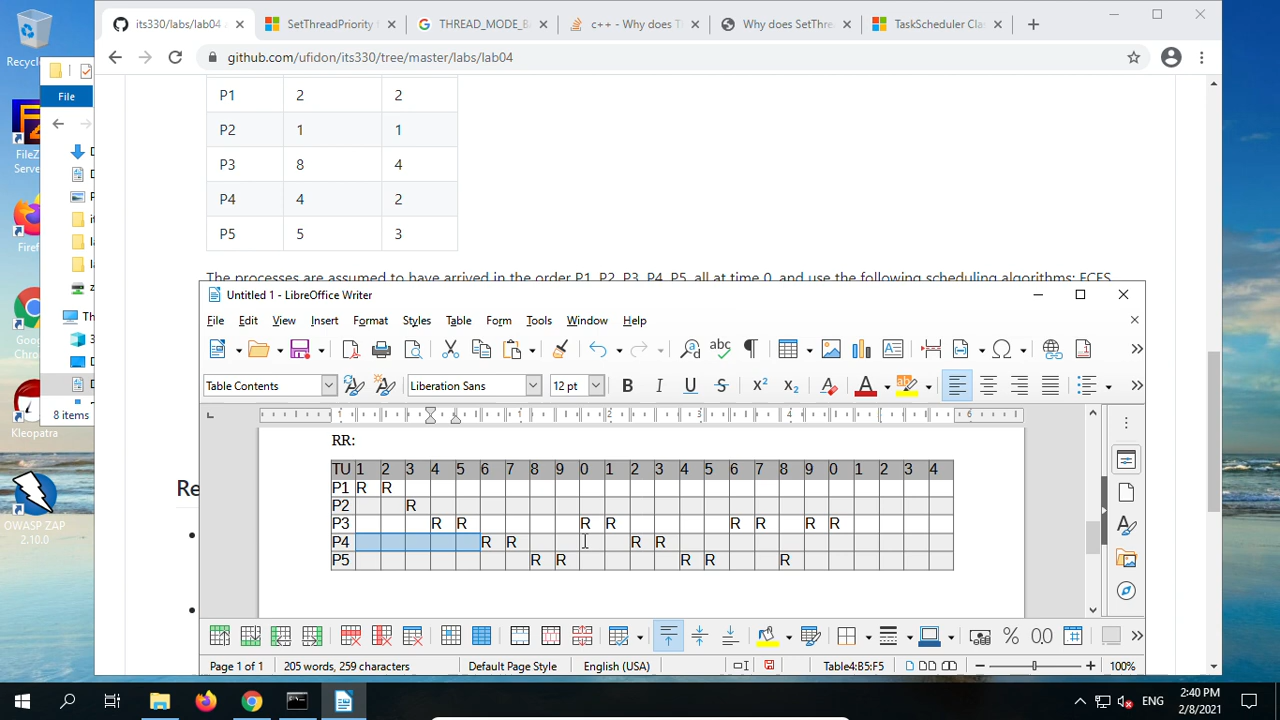 Recycl
FileZ
Serve
Firef
Goo
Chro
Kleopatra
OWASP ZAP
2.10.0
File
8 items
its330/labs/lab04
SetThreadPriority
THREAD_MODE_B
c++ - Why does T
Why does SetThre
TaskScheduler Cla
github.com/ufidon/its330/tree/master/labs/lab04
P1 2 2
P2 1 1
P3 8 4
P4 4 2
P5 5 3
The processes are assumed to have arrived in the order P1, P2, P3, P4, P5, all at time 0, and use the following scheduling algorithms: FCFS,
Re
Untitled 1 - LibreOffice Writer
File Edit View Insert Format Styles Table Form Tools Window Help
Table Contents Liberation Sans 12 pt
RR:
TU 1 2 3 4 5 6 7 8 9 0 1 2 3 4 5 6 7 8 9 0 1 2 3 4
P1 R R
P2 R
P3 R R R R R R R R
P4 R R R R
P5 R R R R R
Page 1 of 1 205 words, 259 characters Default Page Style English (USA) Table4:B5:F5 100%
ENG
2:40 PM
2/8/2021